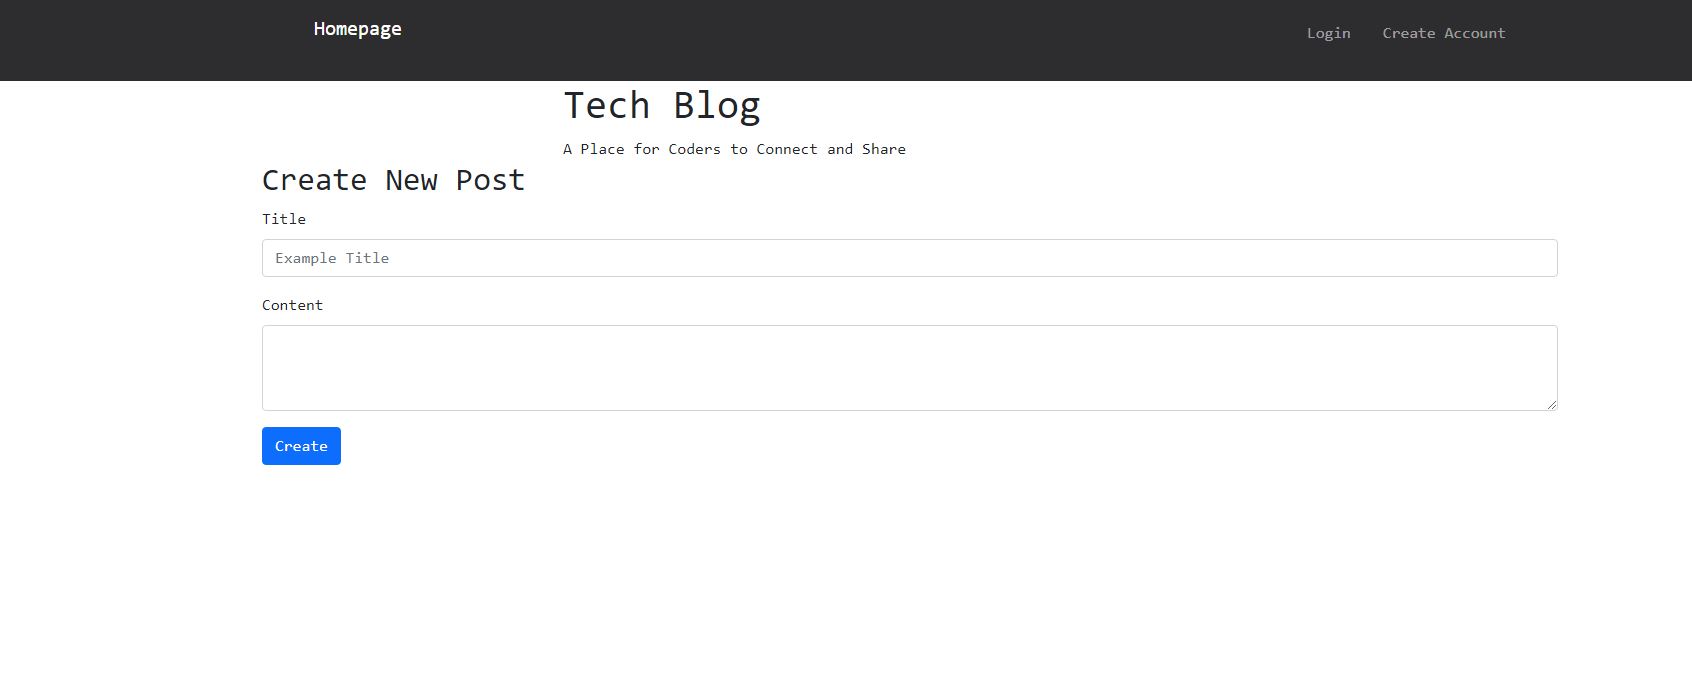 Homepage
Login Create Account
Tech Blog
A Place for Coders to Connect and Share
Create New Post
Title
Example Title
Content
Create